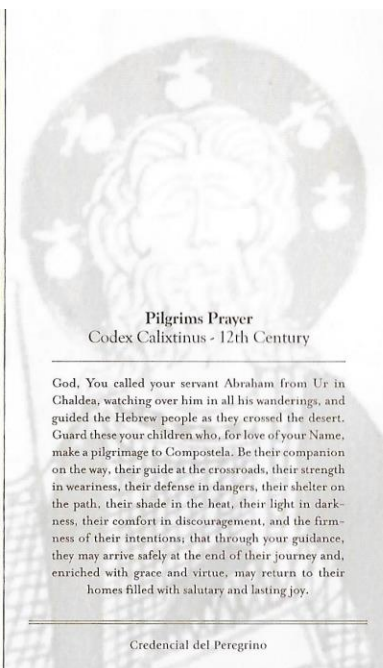 Pilgrims Prayer
Codex Calixtinus - 12th Century
God, You called your servant Abraham from Ur in
Chaldea, watching over him in all his wanderings, and
guided the Hebrew people as they crossed the desert.
Guard these your children who, for love of your Name,
make a pilgrimage to Compostela. Be their companion
on the way, their guide at the crossroads, their strength
in weariness, their defense in dangers, their shelter on
the path, their shade in the heat, their light in dark-
ness, their comfort in discouragement, and the firm-
ness of their intentions; that through your guidance,
they may arrive safely at the end of their journey and,
enriched with grace and virtue, may return to their
homes filled with salutary and lasting joy.
Credencial del Peregrino